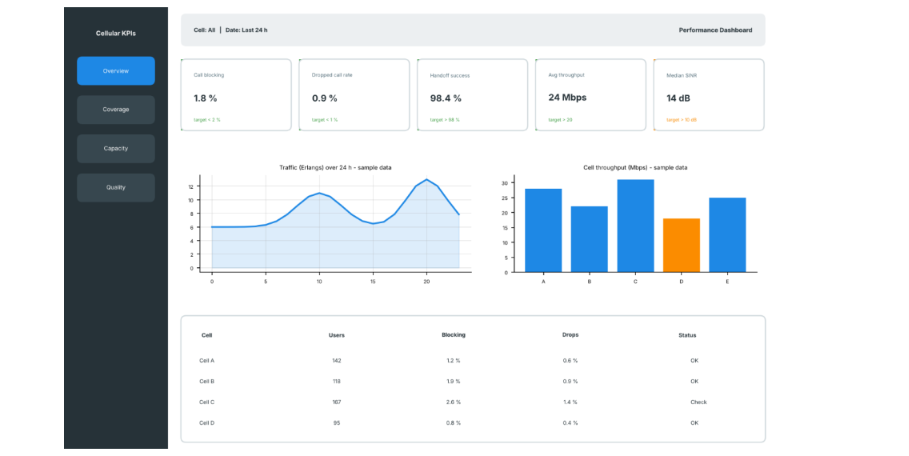 Cellular KPIs
Overview
Coverage
Capacity
Quality
Cell: All | Date: Last 24 h
Performance Dashboard
Cell blocking
1.8 %
target < 2 %
Dropped call rate
0.9 %
target < 1 %
Handoff success
98.4 %
target > 98 %
Avg throughput
24 Mbps
target > 20
Median SINR
14 dB
target > 10 dB
Traffic (Erlangs) over 24 h - sample data
12
10
8
6
4
2
0
0 5 10 15 20
Cell throughput (Mbps) - sample data
30
25
20
15
10
5
0
A B C D E
Cell Users Blocking Drops Status
Cell A 142 1.2 % 0.6 % OK
Cell B 118 1.9 % 0.9 % OK
Cell C 167 2.6 % 1.4 % Check
Cell D 95 0.8 % 0.4 % OK